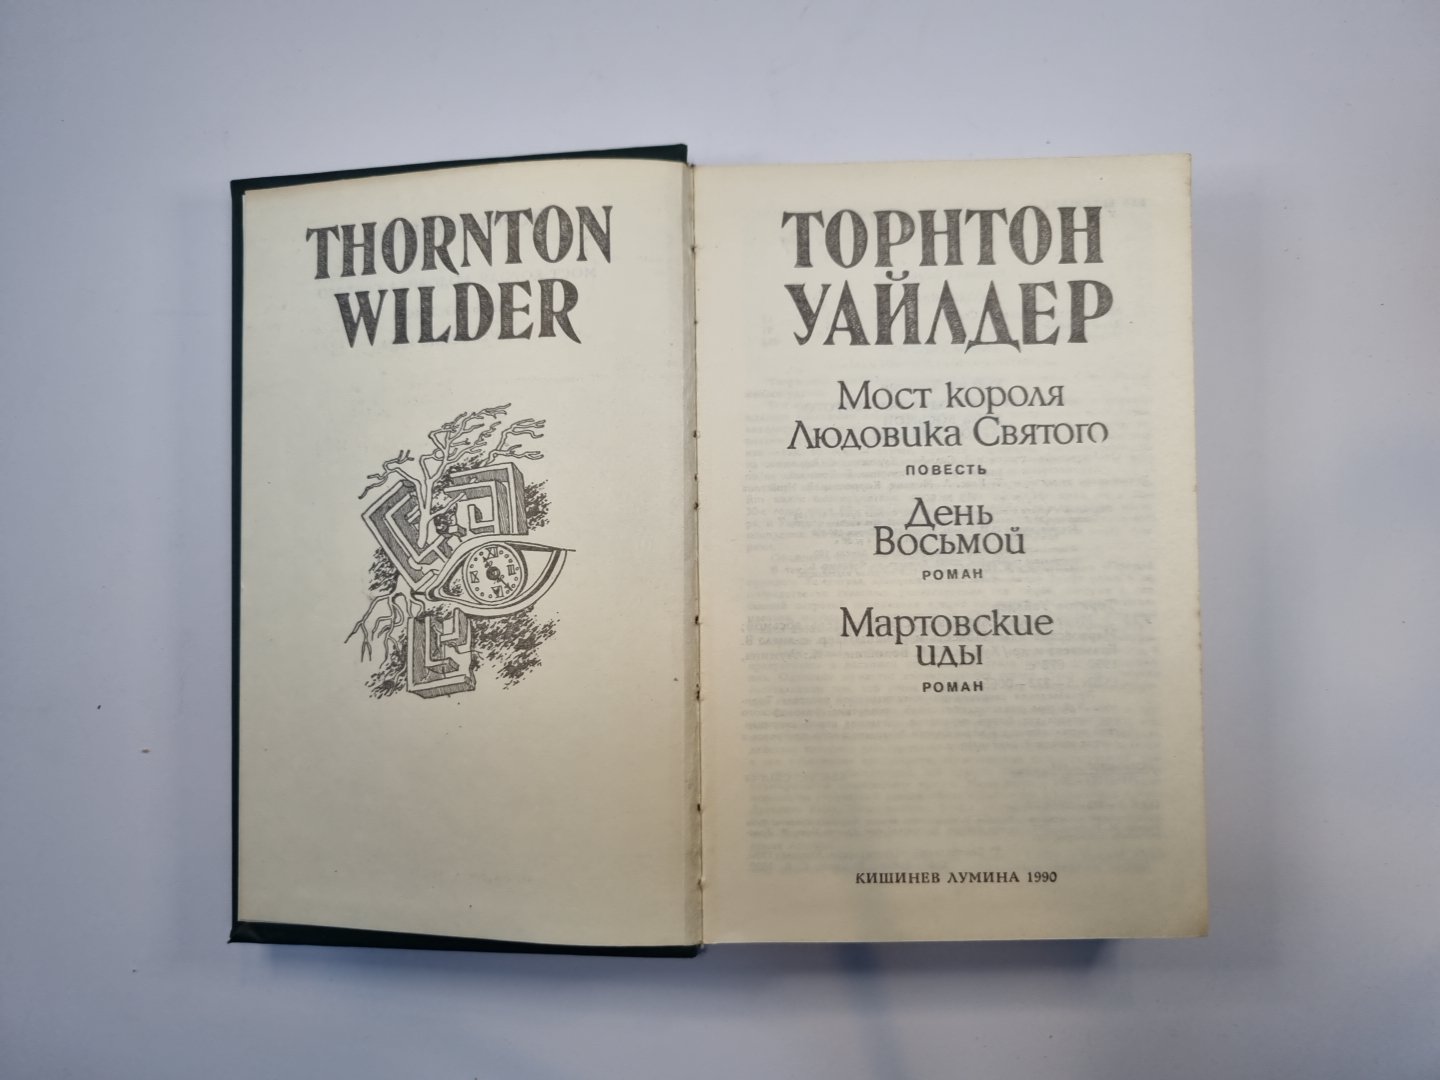 THORNTON
WILDER
ТОРНТОН
УАЙЛДЕР
Мост короля
Людовика Святого
ПОВЕСТЬ
День
Восьмой
РОМАН
Мартовские
иды
РОМАН
КИШИНЕВ ЛУМИНА 1990